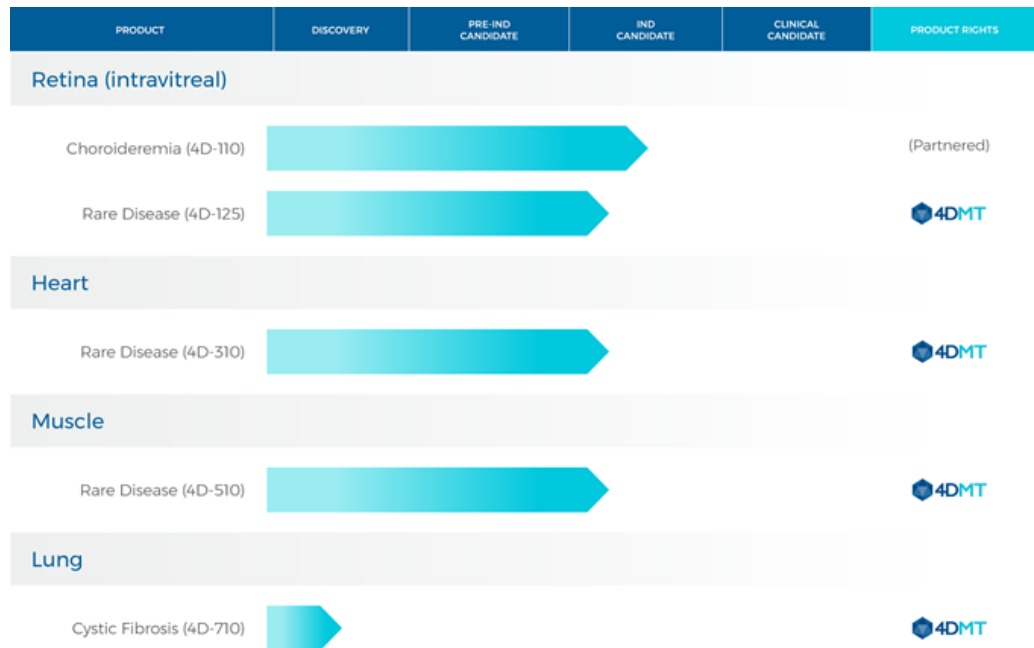 PRODUCT DISCOVERY PRE-IND CANDIDATE IND CANDIDATE CLINICAL CANDIDATE PRODUCT RIGHTS
Retina (intravitreal)
Choroideremia (4D-110) (Partnered)
Rare Disease (4D-125) 4DMT
Heart
Rare Disease (4D-310) 4DMT
Muscle
Rare Disease (4D-510) 4DMT
Lung
Cystic Fibrosis (4D-710) 4DMT